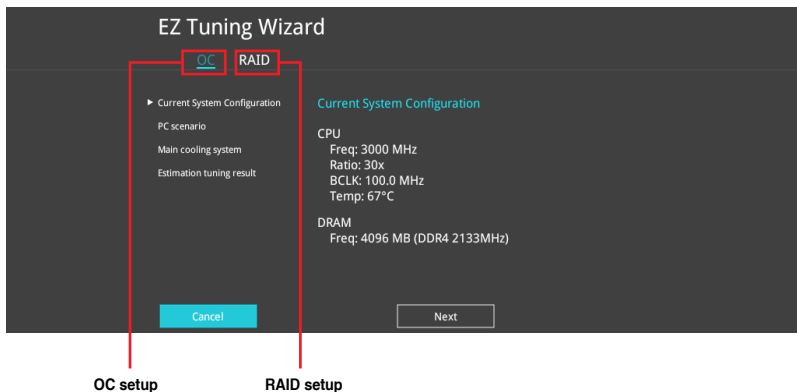 EZ Tuning Wizard
OC RAID
Current System Configuration
PC scenario
Main cooling system
Estimation tuning result
Current System Configuration
CPU
Freq: 3000 MHz
Ratio: 30x
BCLK: 100.0 MHz
Temp: 67°C
DRAM
Freq: 4096 MB (DDR4 2133MHz)
Cancel
Next
OC setup
RAID setup